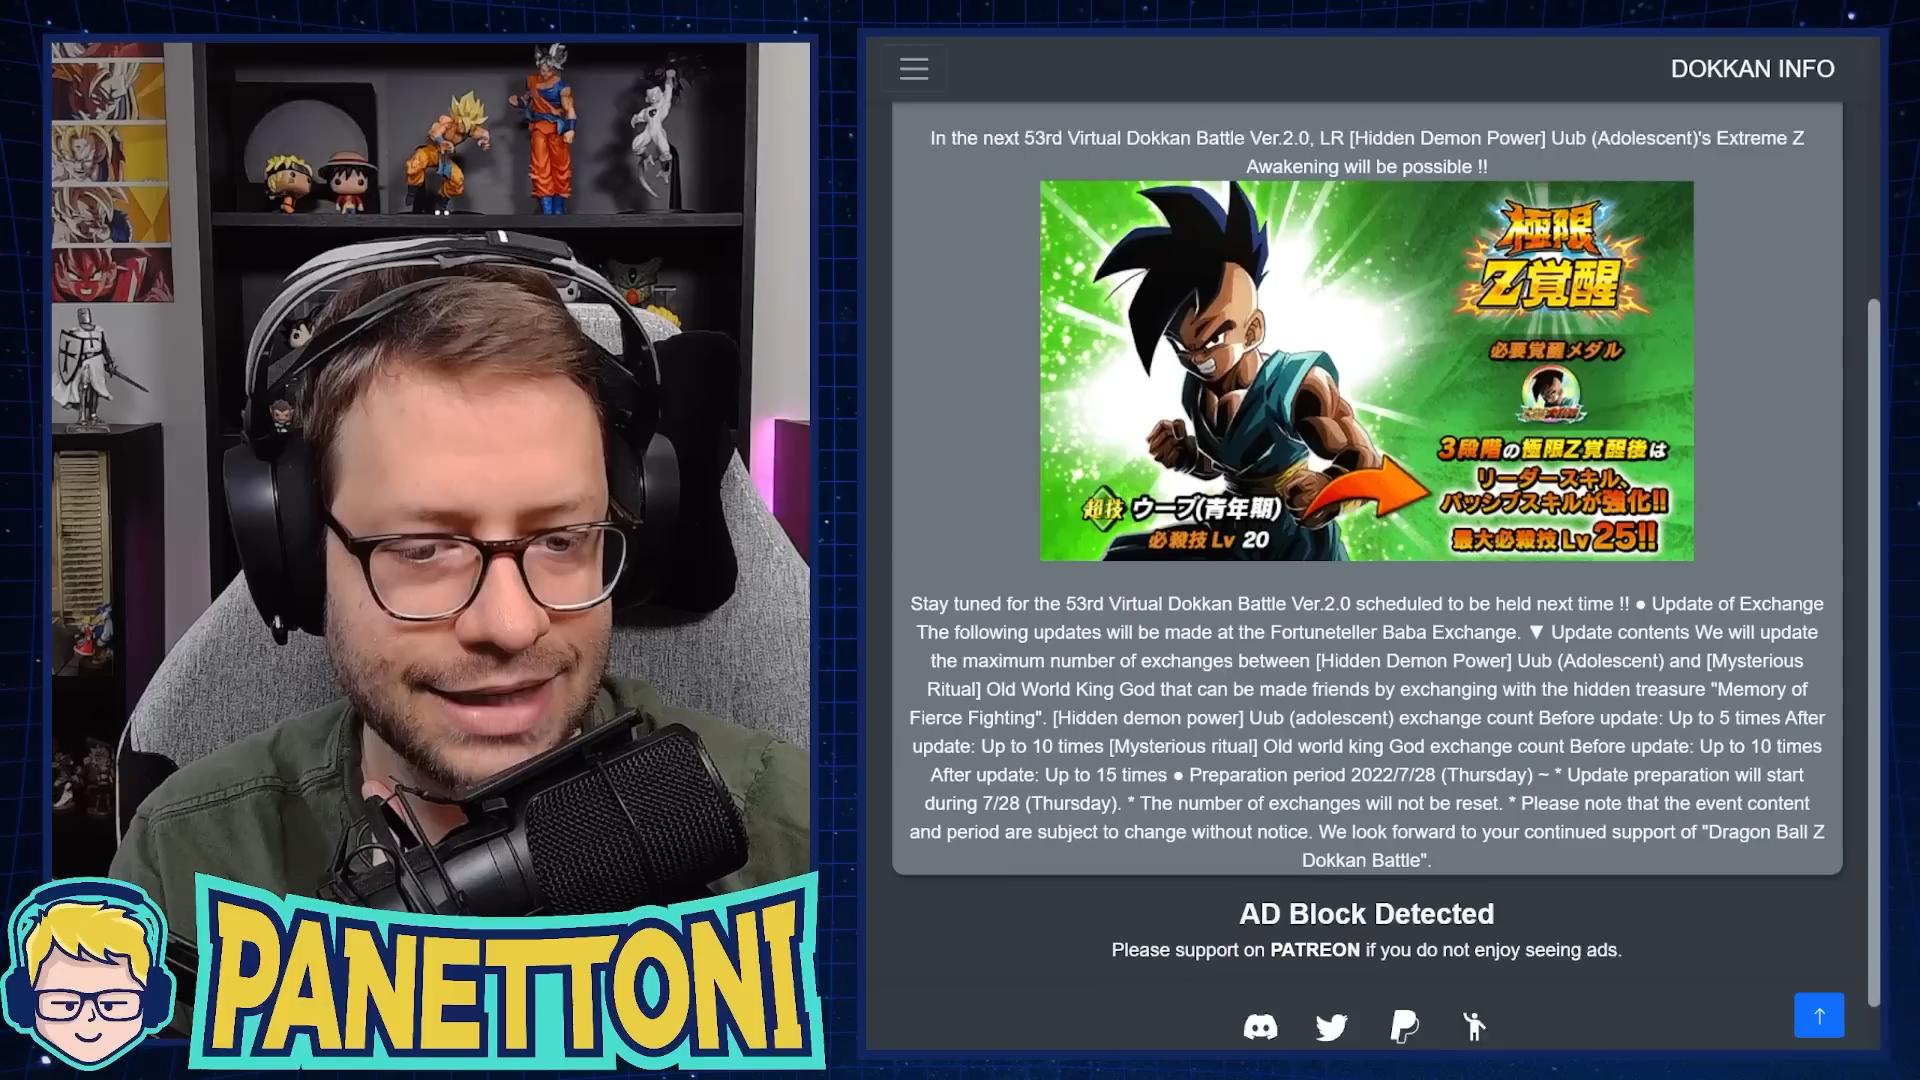 DOKKAN INFO
In the next 53rd Virtual Dokkan Battle Ver.2.0, LR [Hidden Demon Power] Uub (Adolescent)'s Extreme Z
Awakening will be possible !!
極限
Z覚醒
必要覚醒メダル
3段階の極限Z覚醒後は
リーダースキル、
パッシブスキルが強化!!
最大必殺技Lv25!!
超技 ウーブ(青年期)
必殺技Lv 20
Stay tuned for the 53rd Virtual Dokkan Battle Ver.2.0 scheduled to be held next time !! ● Update of Exchange
The following updates will be made at the Fortuneteller Baba Exchange. ▼ Update contents We will update
the maximum number of exchanges between [Hidden Demon Power] Uub (Adolescent) and [Mysterious
Ritual] Old World King God that can be made friends by exchanging with the hidden treasure "Memory of
Fierce Fighting". [Hidden demon power] Uub (adolescent) exchange count Before update: Up to 5 times After
update: Up to 10 times [Mysterious ritual] Old world king God exchange count Before update: Up to 10 times
After update: Up to 15 times ● Preparation period 2022/7/28 (Thursday) ~ * Update preparation will start
during 7/28 (Thursday). * The number of exchanges will not be reset. * Please note that the event content
and period are subject to change without notice. We look forward to your continued support of "Dragon Ball Z
Dokkan Battle".
AD Block Detected
Please support on PATREON if you do not enjoy seeing ads.
PANETTONI